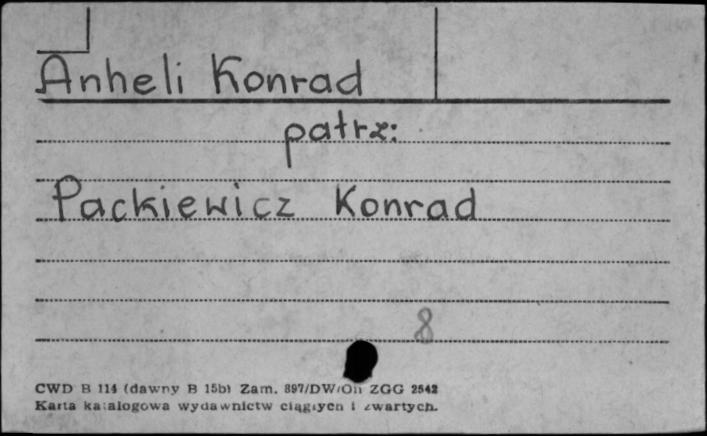 Anheli Konrad
patrz:
Packiewicz Konrad
8
CWD B 114 (dawny B 15b) Zam. 897/DW/On ZGG 2542
Karta katalogowa wydawnictw ciągłych i zwartych.